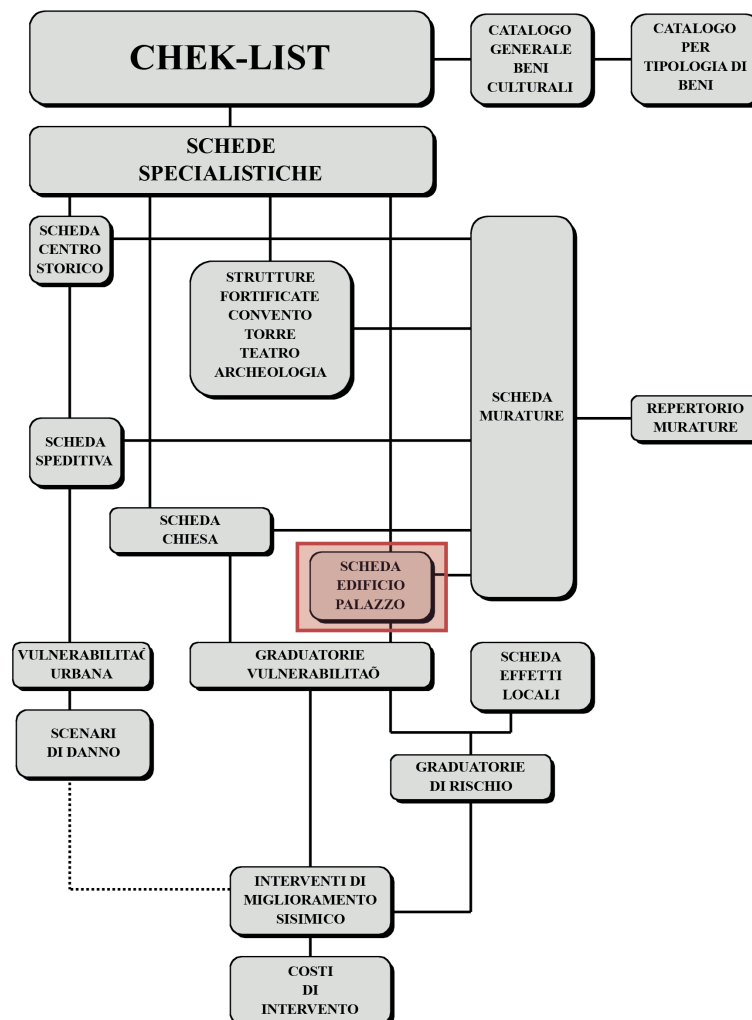 CHEK-LIST
CATALOGO
GENERALE
BENI
CULTURALI
CATALOGO
PER
TIPOLOGIA DI
BENI
SCHEDE
SPECIALISTICHE
SCHEDA
CENTRO
STORICO
STRUTTURE
FORTIFICATE
CONVENTO
TORRE
TEATRO
ARCHEOLOGIA
SCHEDA
MURATURE
REPERTORIO
MURATURE
SCHEDA
SPEDITIVA
SCHEDA
CHIESA
SCHEDA
EDIFICIO
PALAZZO
VULNERABILITAÕ
URBANA
GRADUATORIE
VULNERABILITAÕ
SCHEDA
EFFETTI
LOCALI
SCENARI
DI DANNO
GRADUATORIE
DI RISCHIO
INTERVENTI DI
MIGLIORAMENTO
SISIMICO
COSTI
DI
INTERVENTO